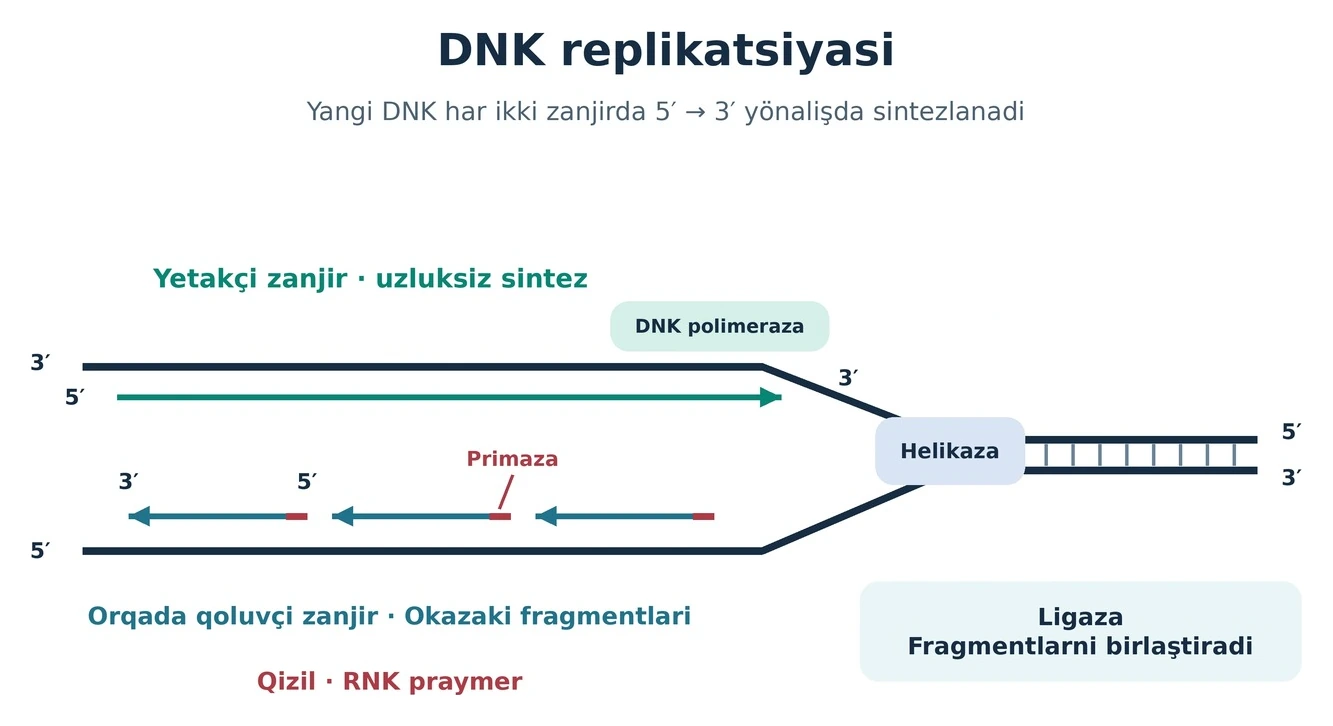 DNK replikatsiyasi
Yangi DNK har ikki zanjirda 5′ → 3′ yönalişda sintezlanadi
Yetakçi zanjir · uzluksiz sintez
DNK polimeraza
3′
5′
3′
Helikaza
5′
3′
Primaza
3′
5′
5′
Orqada qoluvçi zanjir · Okazaki fragmentlari
Ligaza
Fragmentlarni birlaştiradi
Qizil · RNK praymer